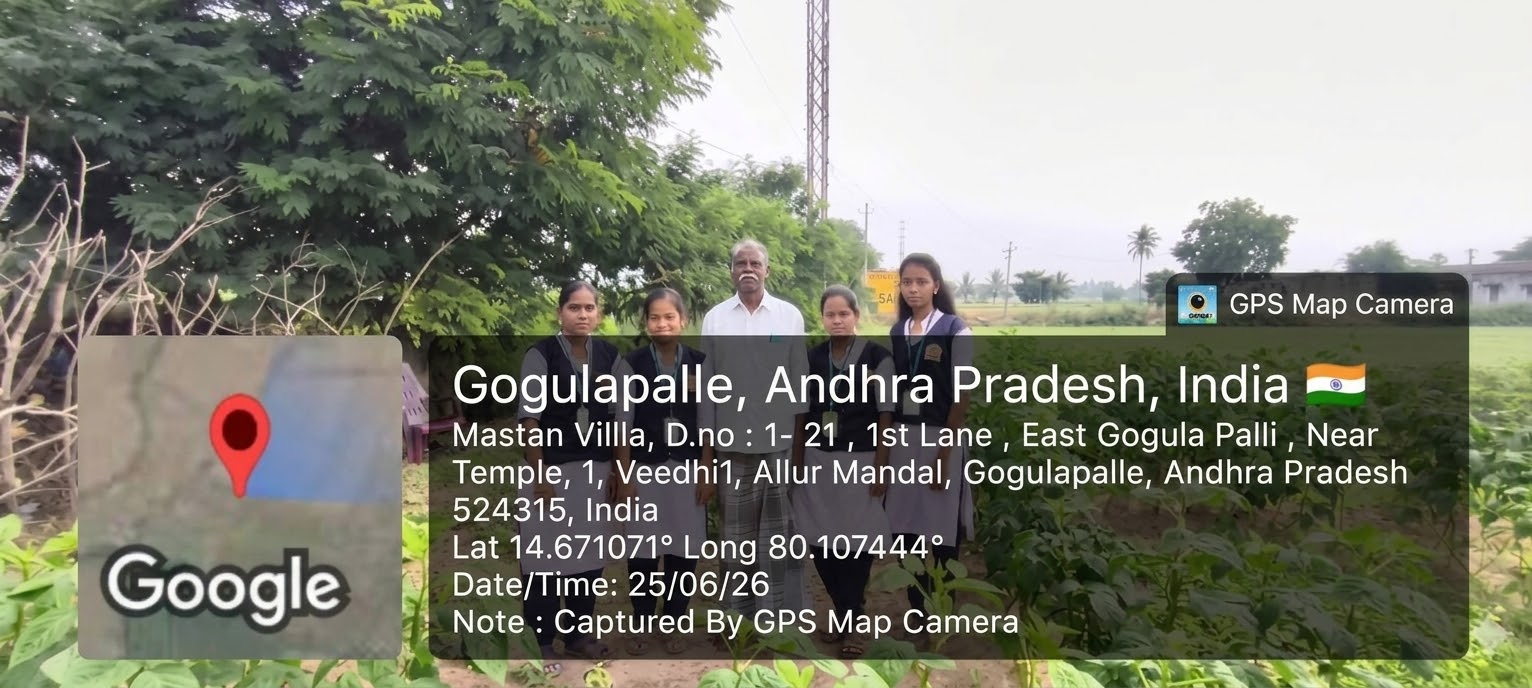 GPS Map Camera
Gogulapalle, Andhra Pradesh, India
Mastan Villla, D.no : 1- 21 , 1st Lane , East Gogula Palli , Near
Temple, 1, Veedhi1, Allur Mandal, Gogulapalle, Andhra Pradesh
524315, India
Lat 14.671071° Long 80.107444°
Date/Time: 25/06/26
Note : Captured By GPS Map Camera
Google